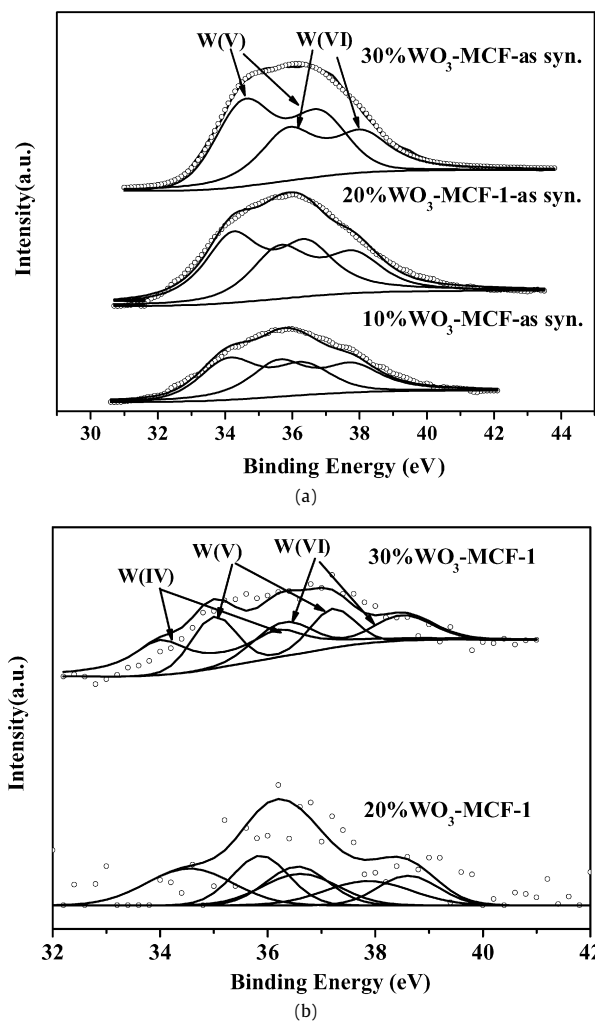 W(V) W(VI)
30%WO₃-MCF-as syn.
20%WO₃-MCF-1-as syn.
10%WO₃-MCF-as syn.
Intensity(a.u.)
30 32 34 36 38 40 42 44
Binding Energy (eV)
(a)
W(IV) W(V) W(VI)
30%WO₃-MCF-1
20%WO₃-MCF-1
Intensity(a.u.)
32 34 36 38 40 42
Binding Energy (eV)
(b)